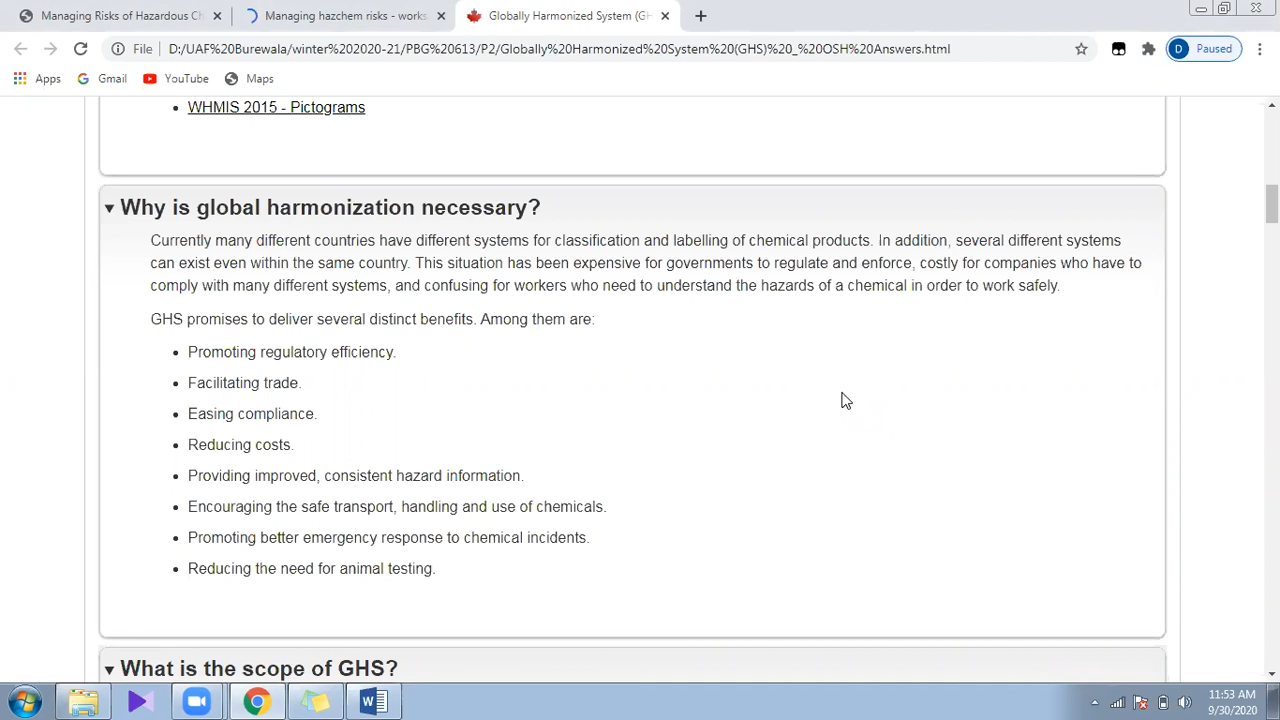 Managing Risks of Hazardous Ch
Managing hazchem risks - works
Globally Harmonized System (GH
File
D:/UAF%20Burewala/winter%202020-21/PBG%20613/P2/Globally%20Harmonized%20System%20(GHS)%20_%20OSH%20Answers.html
D
Paused
Apps
Gmail
YouTube
Maps
WHMIS 2015 - Pictograms
Why is global harmonization necessary?
Currently many different countries have different systems for classification and labelling of chemical products. In addition, several different systems
can exist even within the same country. This situation has been expensive for governments to regulate and enforce, costly for companies who have to
comply with many different systems, and confusing for workers who need to understand the hazards of a chemical in order to work safely.
GHS promises to deliver several distinct benefits. Among them are:
• Promoting regulatory efficiency.
• Facilitating trade.
• Easing compliance.
• Reducing costs.
• Providing improved, consistent hazard information.
• Encouraging the safe transport, handling and use of chemicals.
• Promoting better emergency response to chemical incidents.
• Reducing the need for animal testing.
What is the scope of GHS?
11:53 AM
9/30/2020